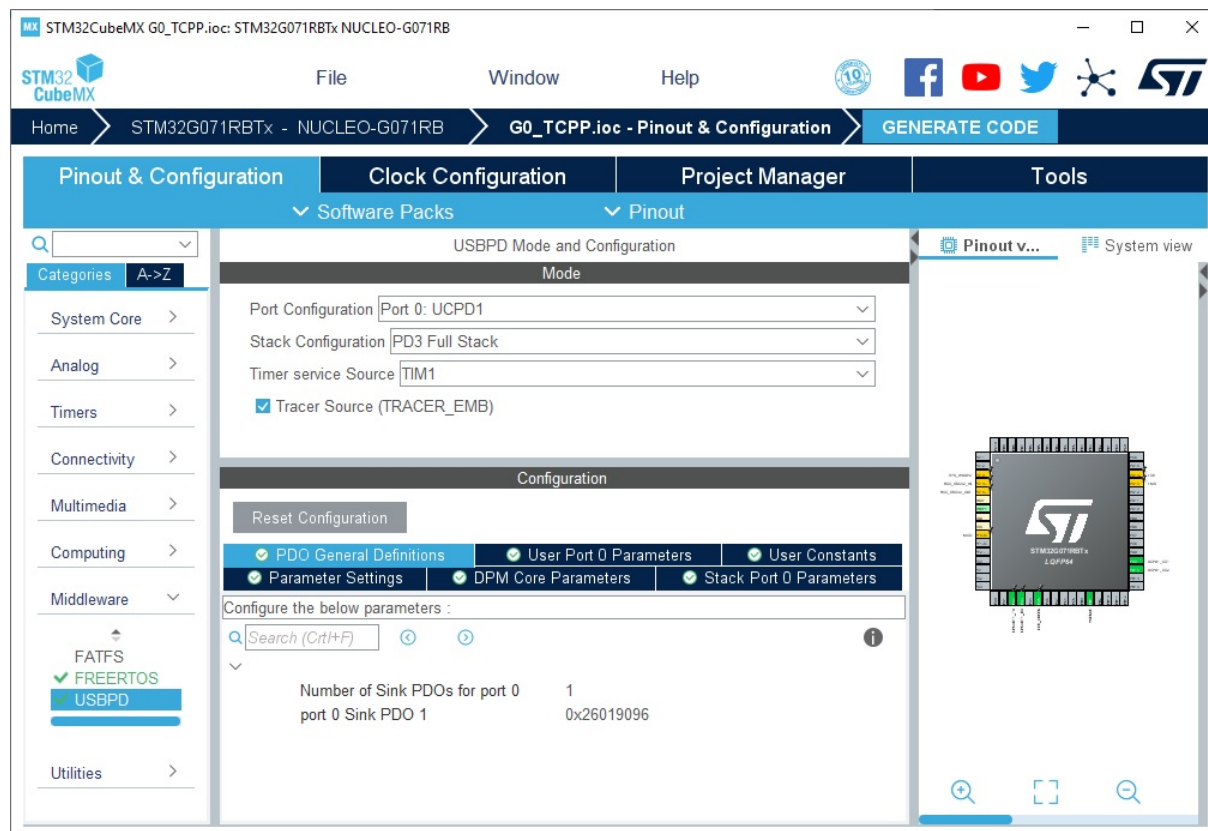 MX STM32CubeMX G0_TCPP.ioc: STM32G071RBTx NUCLEO-G071RB
STM32 CubeMX
File Window Help
10
Home STM32G071RBTx - NUCLEO-G071RB G0_TCPP.ioc - Pinout & Configuration GENERATE CODE
Pinout & Configuration Clock Configuration Project Manager Tools
Software Packs Pinout
USBPD Mode and Configuration
Pinout v... System view
Categories A->Z
Mode
System Core
Analog
Timers
Connectivity
Multimedia
Computing
Middleware
FATFS
FREERTOS
USBPD
Utilities
Port Configuration Port 0: UCPD1
Stack Configuration PD3 Full Stack
Timer service Source TIM1
Tracer Source (TRACER_EMB)
Configuration
Reset Configuration
PDO General Definitions User Port 0 Parameters User Constants
Parameter Settings DPM Core Parameters Stack Port 0 Parameters
Configure the below parameters :
Search (Crtl+F)
Number of Sink PDOs for port 0 1
port 0 Sink PDO 1 0x26019096
STM32G071RBTx
LQFP64